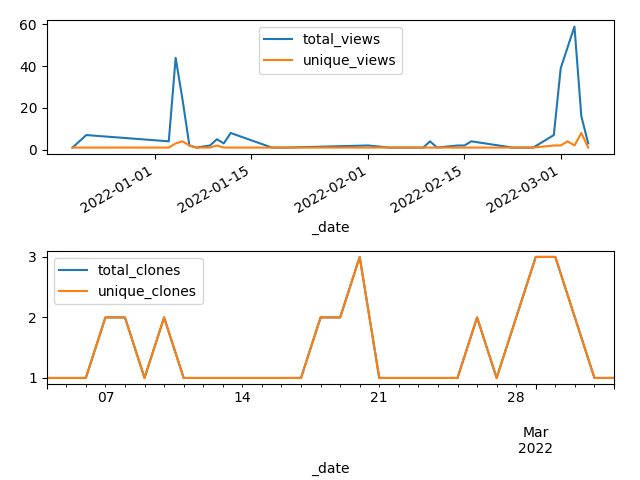 60
40
20
0
total_views
unique_views
2022-01-01
2022-01-15
2022-02-01
2022-02-15
2022-03-01
_date
3
2
1
total_clones
unique_clones
07
14
21
28
Mar
2022
_date